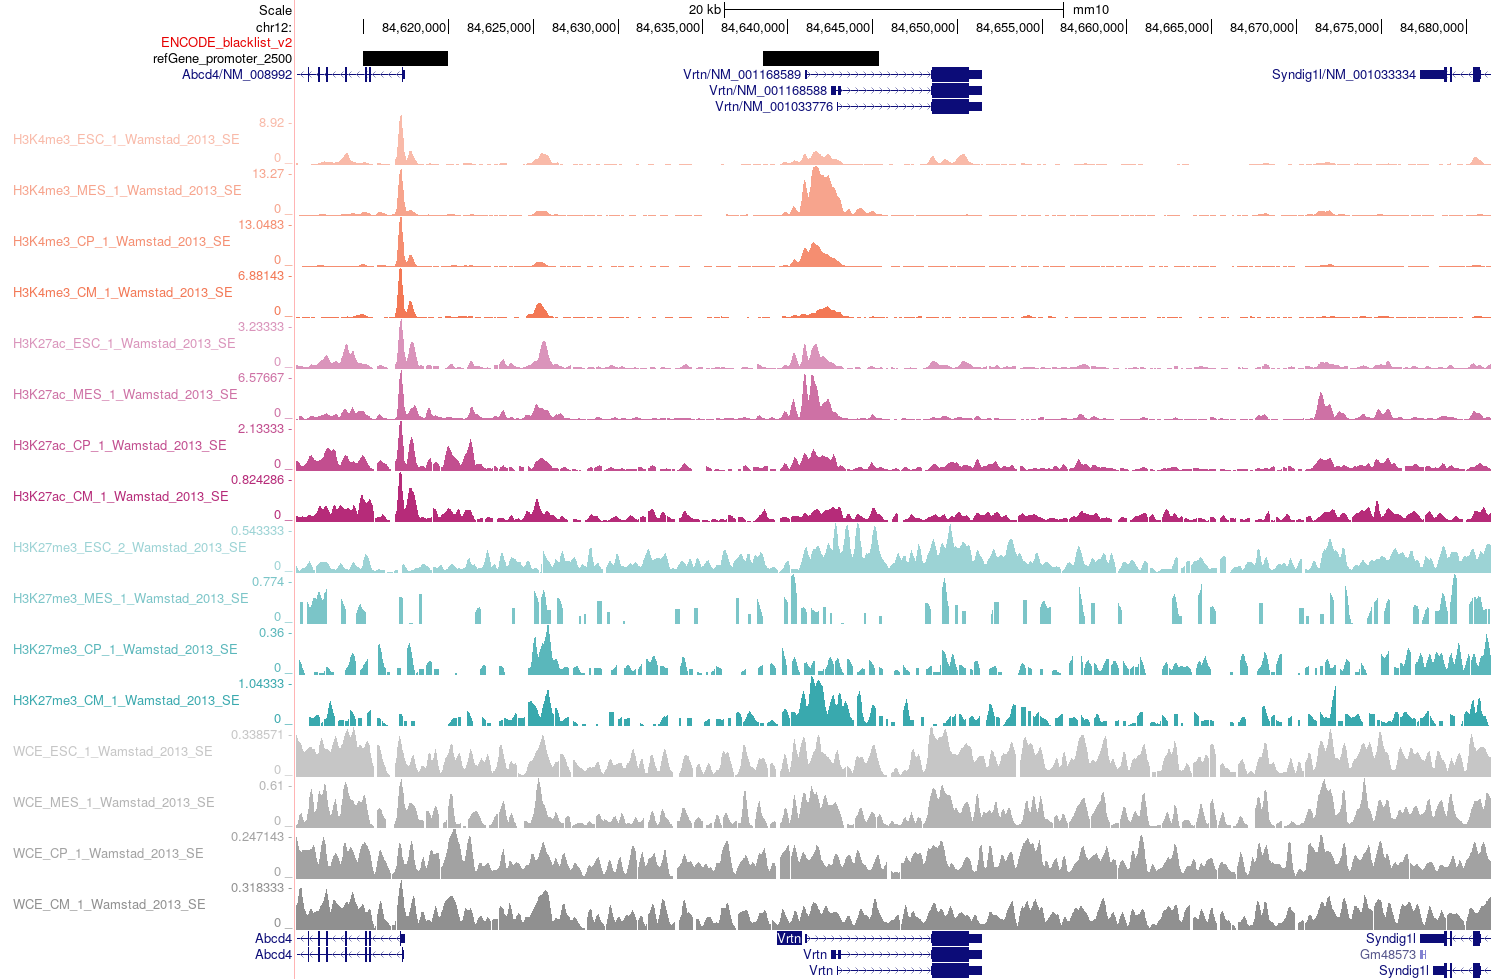 Scale 20 kb mm10
chr12: 84,620,000 84,625,000 84,630,000 84,635,000 84,640,000 84,645,000 84,650,000 84,655,000 84,660,000 84,665,000 84,670,000 84,675,000 84,680,000
ENCODE_blacklist_v2
refGene_promoter_2500
Abcd4/NM_008992 Vrtn/NM_001168589 Syndig1l/NM_001033334
Vrtn/NM_001168588
Vrtn/NM_001033776
8.92 -
H3K4me3_ESC_1_Wamstad_2013_SE
0 _
13.27 -
H3K4me3_MES_1_Wamstad_2013_SE
0 _
13.0483 -
H3K4me3_CP_1_Wamstad_2013_SE
0 _
6.88143 -
H3K4me3_CM_1_Wamstad_2013_SE
0 _
3.23333 -
H3K27ac_ESC_1_Wamstad_2013_SE
0 _
6.57667 -
H3K27ac_MES_1_Wamstad_2013_SE
0 _
2.13333 -
H3K27ac_CP_1_Wamstad_2013_SE
0 _
0.824286 -
H3K27ac_CM_1_Wamstad_2013_SE
0 _
0.543333 -
H3K27me3_ESC_2_Wamstad_2013_SE
0 _
0.774 -
H3K27me3_MES_1_Wamstad_2013_SE
0 _
0.36 -
H3K27me3_CP_1_Wamstad_2013_SE
0 _
1.04333 -
H3K27me3_CM_1_Wamstad_2013_SE
0 _
0.338571 -
WCE_ESC_1_Wamstad_2013_SE
0 _
0.61 -
WCE_MES_1_Wamstad_2013_SE
0 _
0.247143 -
WCE_CP_1_Wamstad_2013_SE
0 _
0.318333 -
WCE_CM_1_Wamstad_2013_SE
0 _
Abcd4 Vrtn Syndig1l
Abcd4 Vrtn Gm48573
Vrtn Syndig1l